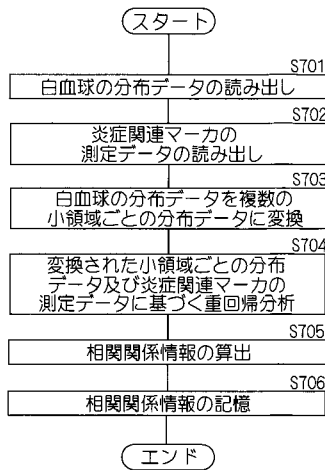 スタート
S701
白血球の分布データの読み出し
S702
炎症関連マーカの
測定データの読み出し
S703
白血球の分布データを複数の
小領域ごとの分布データに変換
S704
変換された小領域ごとの分布
データ及び炎症関連マーカの
測定データに基づく重回帰分析
S705
相関関係情報の算出
S706
相関関係情報の記憶
エンド